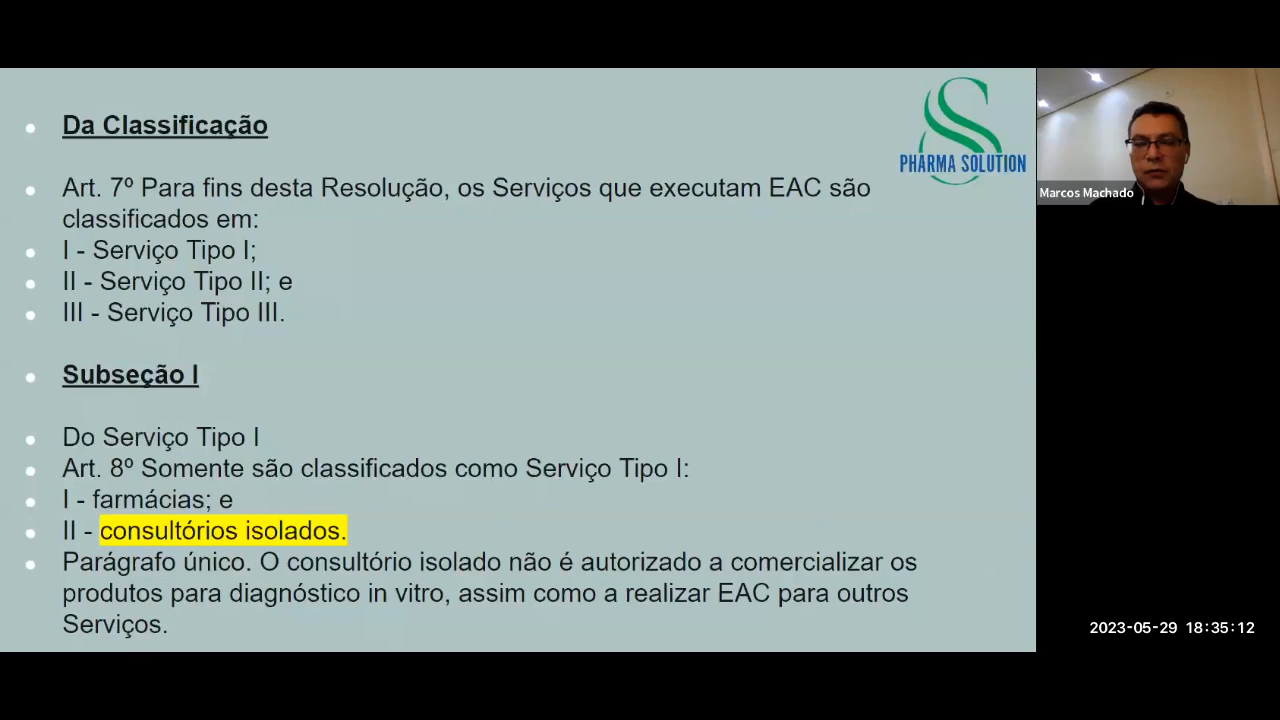 Da Classificação
Art. 7º Para fins desta Resolução, os Serviços que executam EAC são
classificados em:
I - Serviço Tipo I;
II - Serviço Tipo II; e
III - Serviço Tipo III.
Subseção I
Do Serviço Tipo I
Art. 8º Somente são classificados como Serviço Tipo I:
I - farmácias; e
II - consultórios isolados.
Parágrafo único. O consultório isolado não é autorizado a comercializar os
produtos para diagnóstico in vitro, assim como a realizar EAC para outros
Serviços.
PHARMA SOLUTION
Marcos Machado
2023-05-29 18:35:12